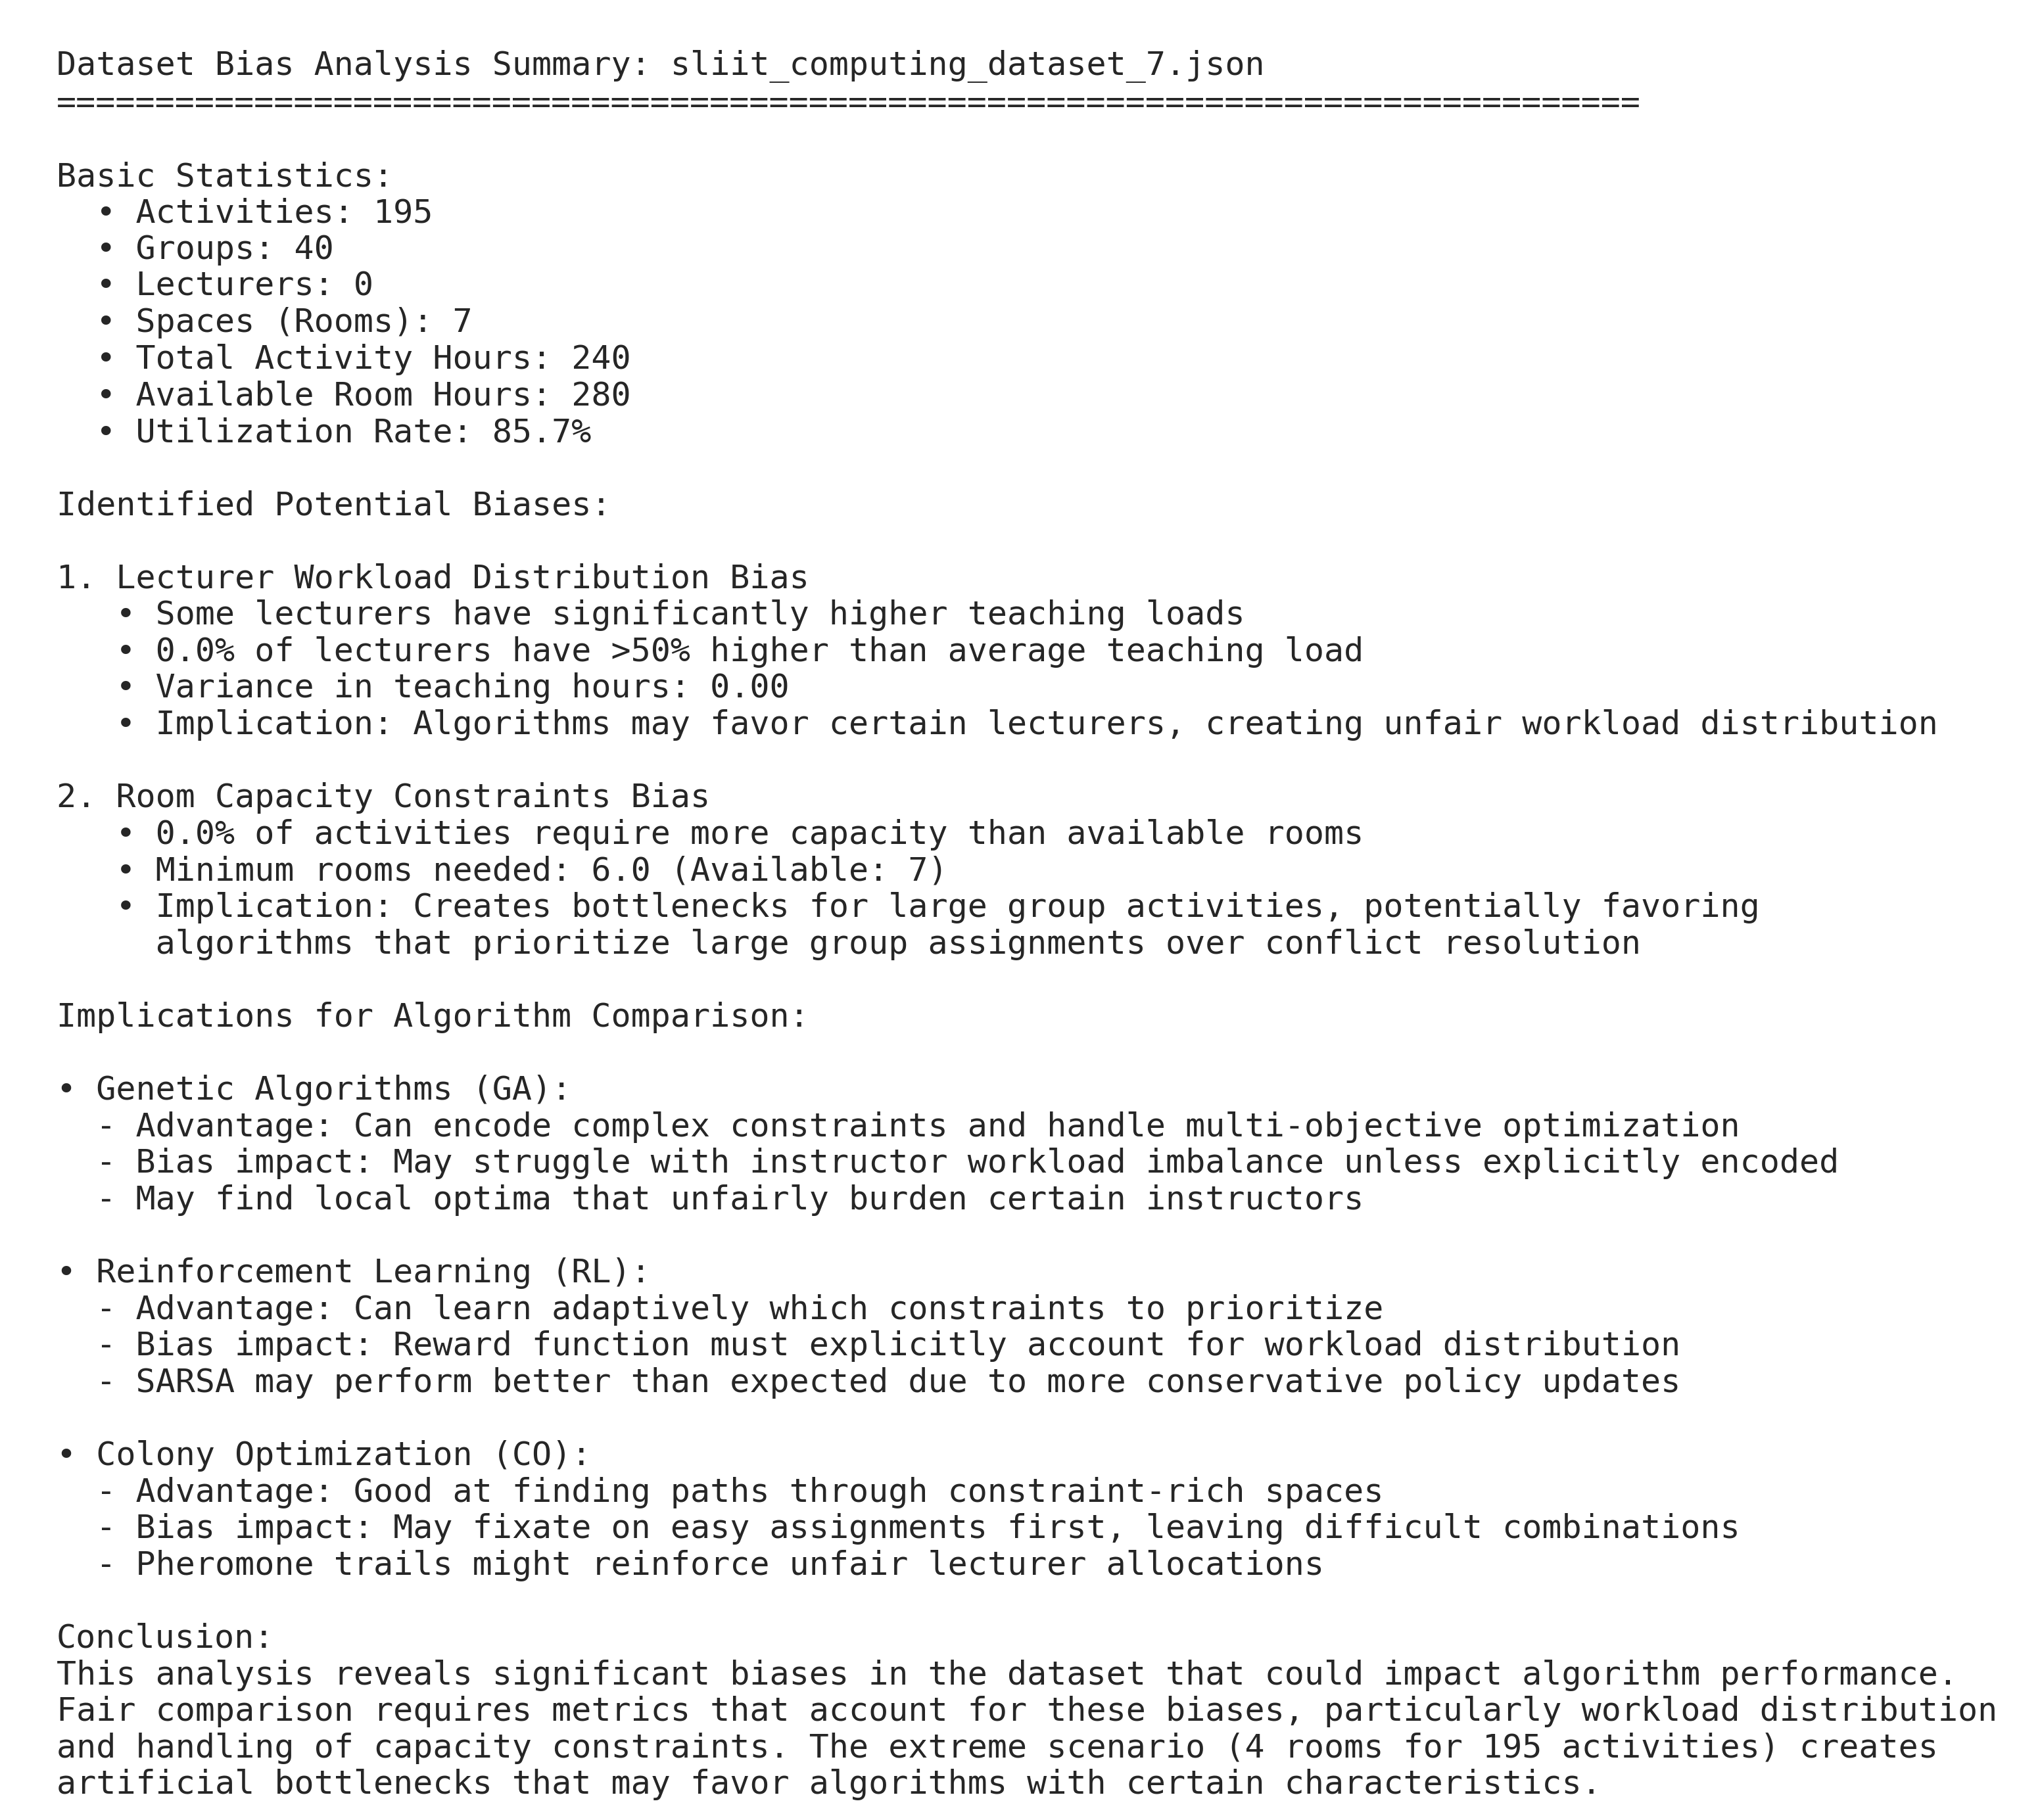 Dataset Bias Analysis Summary: sliit_computing_dataset_7.json
================================================================================
Basic Statistics:
• Activities: 195
• Groups: 40
• Lecturers: 0
• Spaces (Rooms): 7
• Total Activity Hours: 240
• Available Room Hours: 280
• Utilization Rate: 85.7%
Identified Potential Biases:
1. Lecturer Workload Distribution Bias
• Some lecturers have significantly higher teaching loads
• 0.0% of lecturers have >50% higher than average teaching load
• Variance in teaching hours: 0.00
• Implication: Algorithms may favor certain lecturers, creating unfair workload distribution
2. Room Capacity Constraints Bias
• 0.0% of activities require more capacity than available rooms
• Minimum rooms needed: 6.0 (Available: 7)
• Implication: Creates bottlenecks for large group activities, potentially favoring
algorithms that prioritize large group assignments over conflict resolution
Implications for Algorithm Comparison:
• Genetic Algorithms (GA):
- Advantage: Can encode complex constraints and handle multi-objective optimization
- Bias impact: May struggle with instructor workload imbalance unless explicitly encoded
- May find local optima that unfairly burden certain instructors
• Reinforcement Learning (RL):
- Advantage: Can learn adaptively which constraints to prioritize
- Bias impact: Reward function must explicitly account for workload distribution
- SARSA may perform better than expected due to more conservative policy updates
• Colony Optimization (CO):
- Advantage: Good at finding paths through constraint-rich spaces
- Bias impact: May fixate on easy assignments first, leaving difficult combinations
- Pheromone trails might reinforce unfair lecturer allocations
Conclusion:
This analysis reveals significant biases in the dataset that could impact algorithm performance.
Fair comparison requires metrics that account for these biases, particularly workload distribution
and handling of capacity constraints. The extreme scenario (4 rooms for 195 activities) creates
artificial bottlenecks that may favor algorithms with certain characteristics.